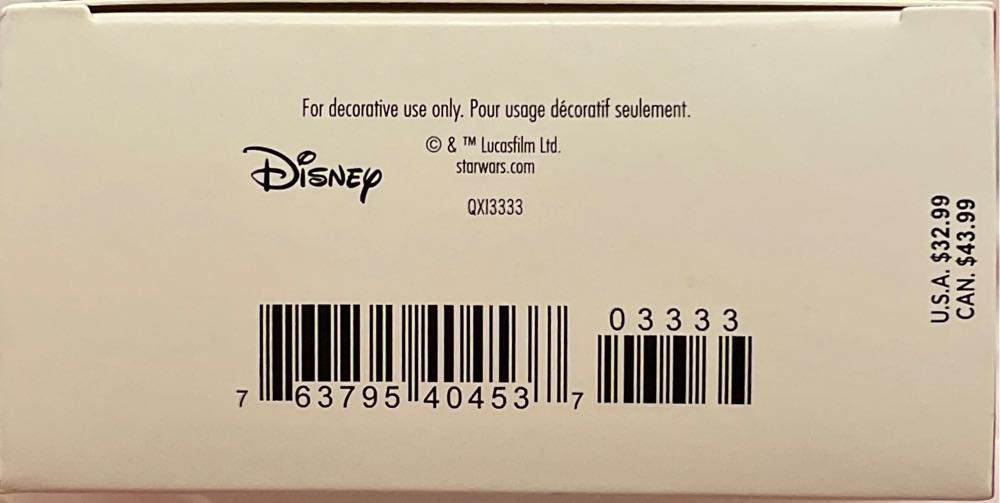 For decorative use only. Pour usage décoratif seulement.
© & ™ Lucasfilm Ltd.
starwars.com
Disney
QXI3333
U.S.A. $32.99
CAN. $43.99
03333
7 63795 40453 7